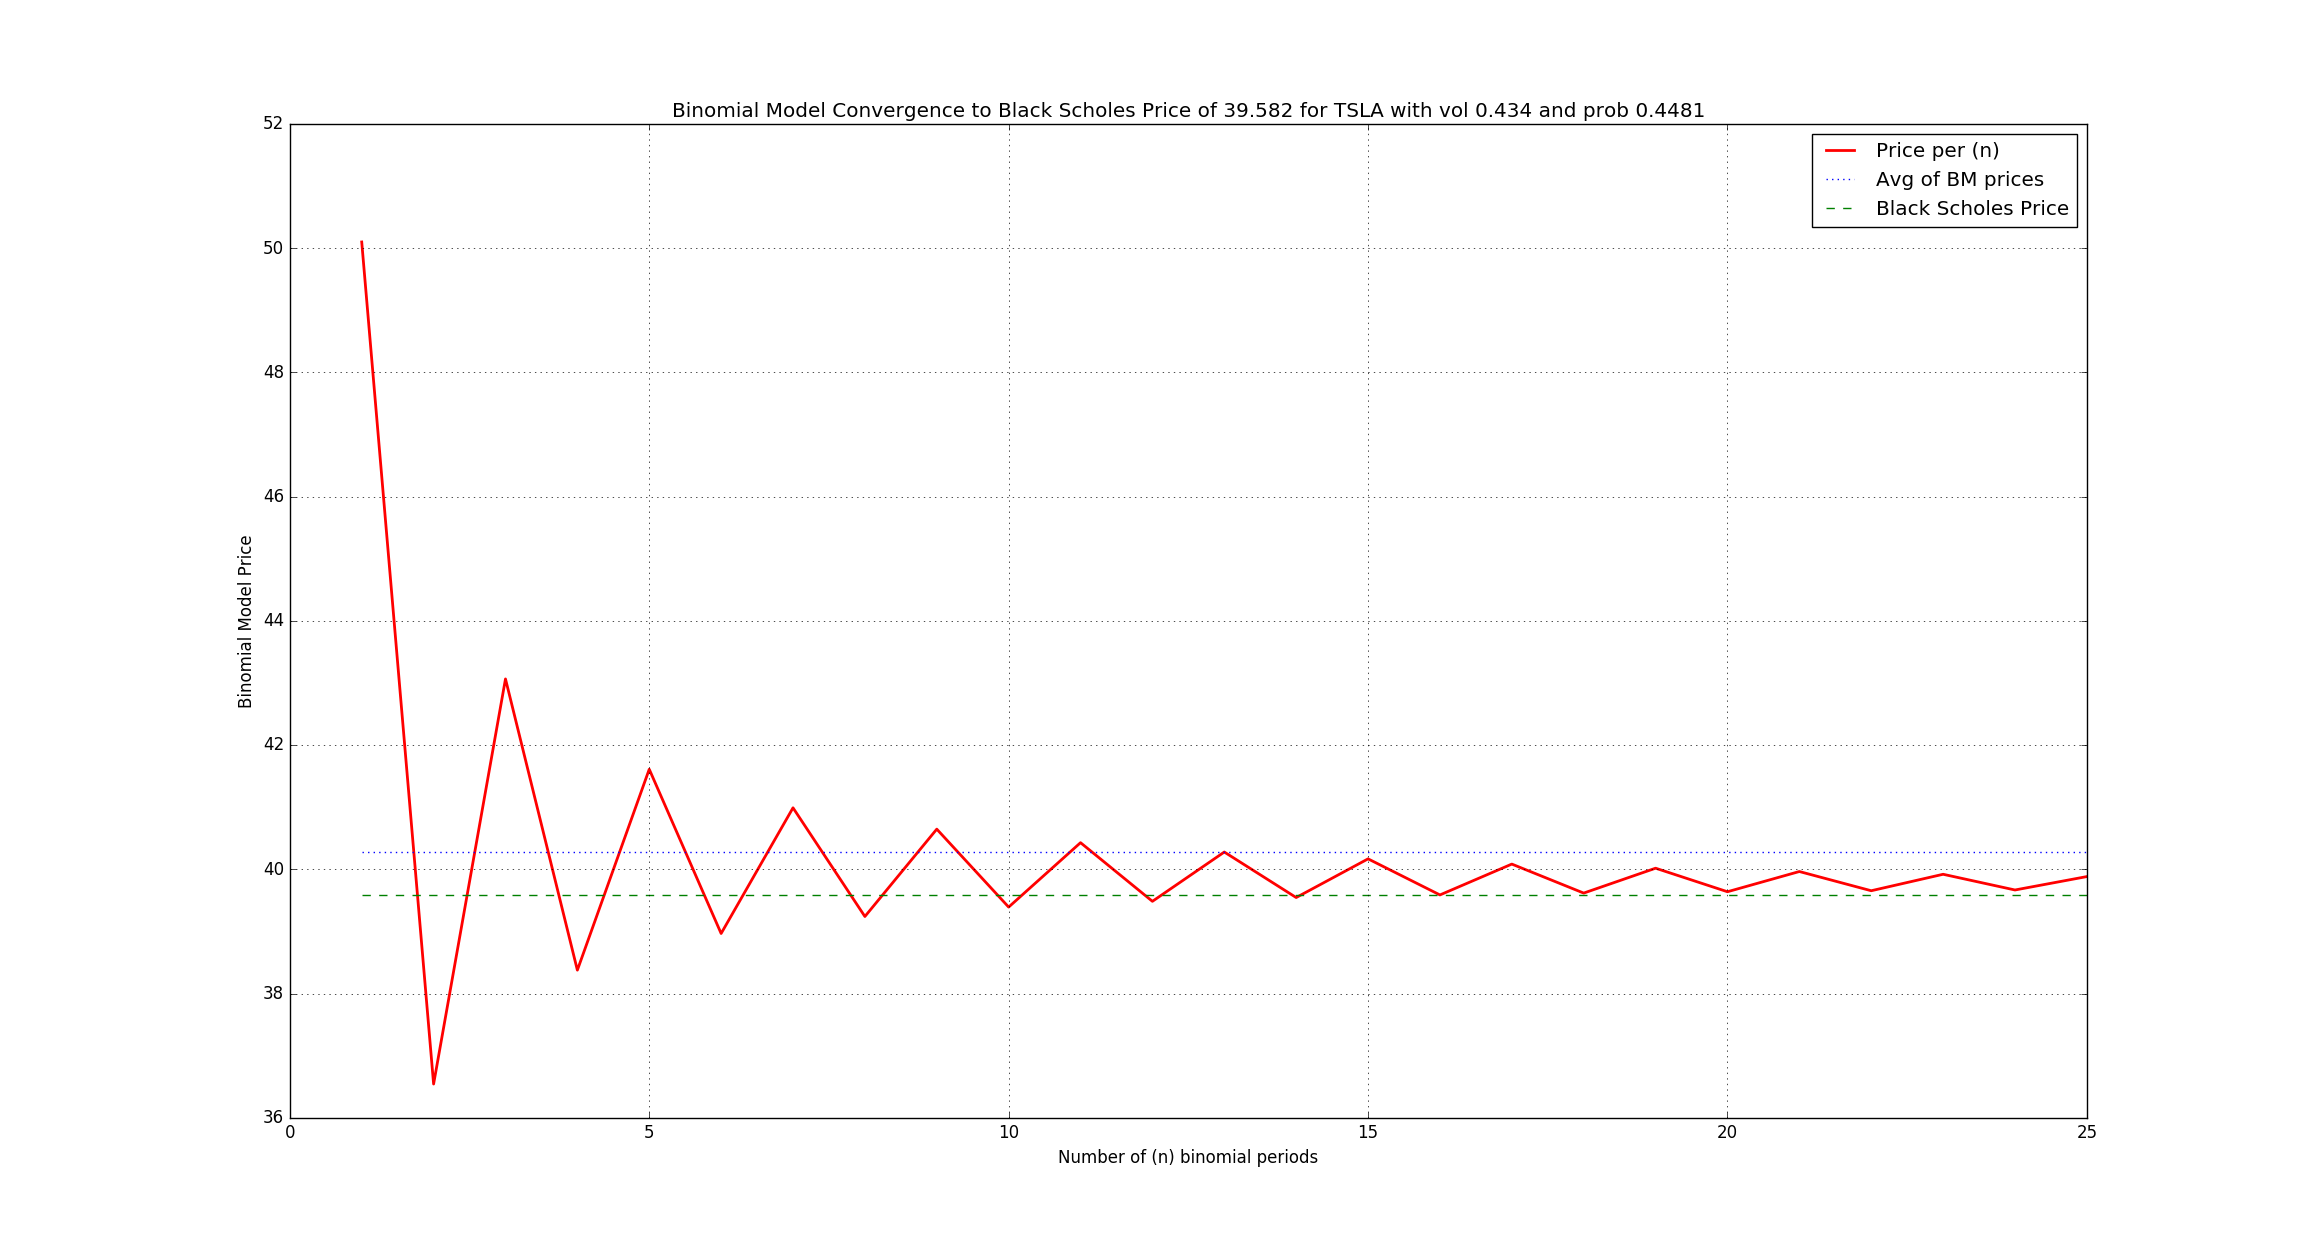 Binomial Model Convergence to Black Scholes Price of 39.582 for TSLA with vol 0.434 and prob 0.4481
52
50
48
46
44
42
40
38
36
Binomial Model Price
Price per (n)
Avg of BM prices
Black Scholes Price
0 5 10 15 20 25
Number of (n) binomial periods